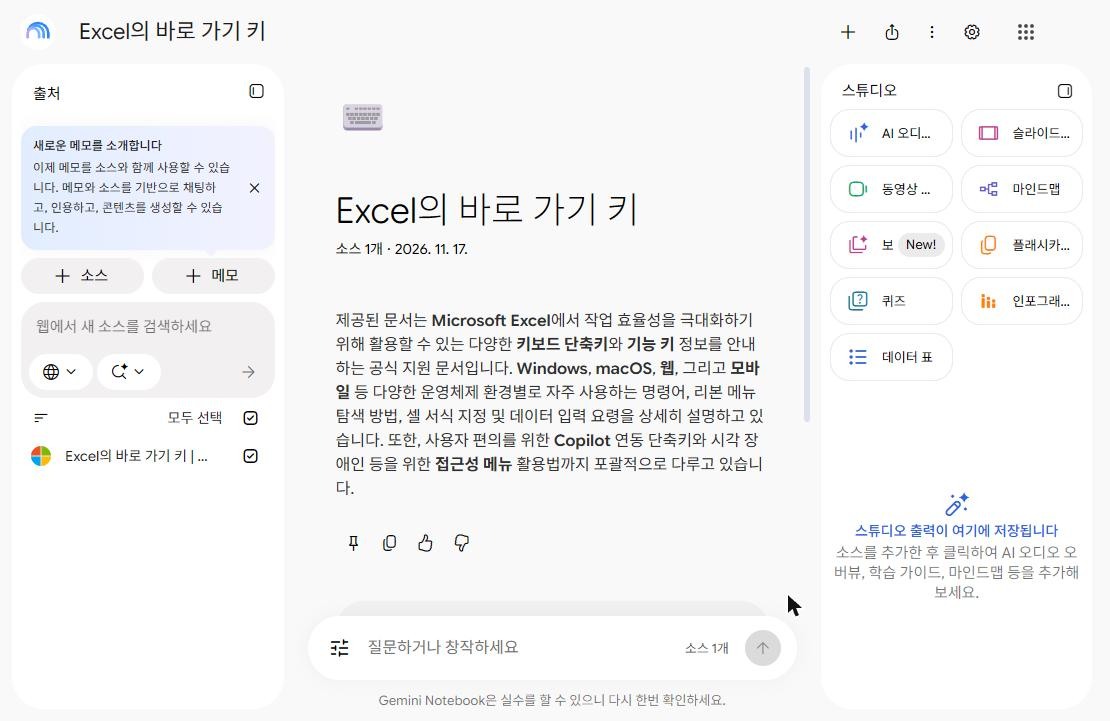 Excel의 바로 가기 키
출처
새로운 메모를 소개합니다
이제 메모를 소스와 함께 사용할 수 있습
니다. 메모와 소스를 기반으로 채팅하
고, 인용하고, 콘텐츠를 생성할 수 있습
니다.
소스
메모
웹에서 새 소스를 검색하세요
모두 선택
Excel의 바로 가기 키 | ...
Excel의 바로 가기 키
소스 1개 · 2026. 11. 17.
제공된 문서는 Microsoft Excel에서 작업 효율성을 극대화하기
위해 활용할 수 있는 다양한 키보드 단축키와 기능 키 정보를 안내
하는 공식 지원 문서입니다. Windows, macOS, 웹, 그리고 모바
일 등 다양한 운영체제 환경별로 자주 사용하는 명령어, 리본 메뉴
탐색 방법, 셀 서식 지정 및 데이터 입력 요령을 상세히 설명하고 있
습니다. 또한, 사용자 편의를 위한 Copilot 연동 단축키와 시각 장
애인 등을 위한 접근성 메뉴 활용법까지 포괄적으로 다루고 있습니
다.
질문하거나 창작하세요
소스 1개
Gemini Notebook은 실수를 할 수 있으니 다시 한번 확인하세요.
스튜디오
AI 오디...
슬라이드...
동영상 ...
마인드맵
보
New!
플래시카...
퀴즈
인포그래...
데이터 표
스튜디오 출력이 여기에 저장됩니다
소스를 추가한 후 클릭하여 AI 오디오 오
버뷰, 학습 가이드, 마인드맵 등을 추가해
보세요.